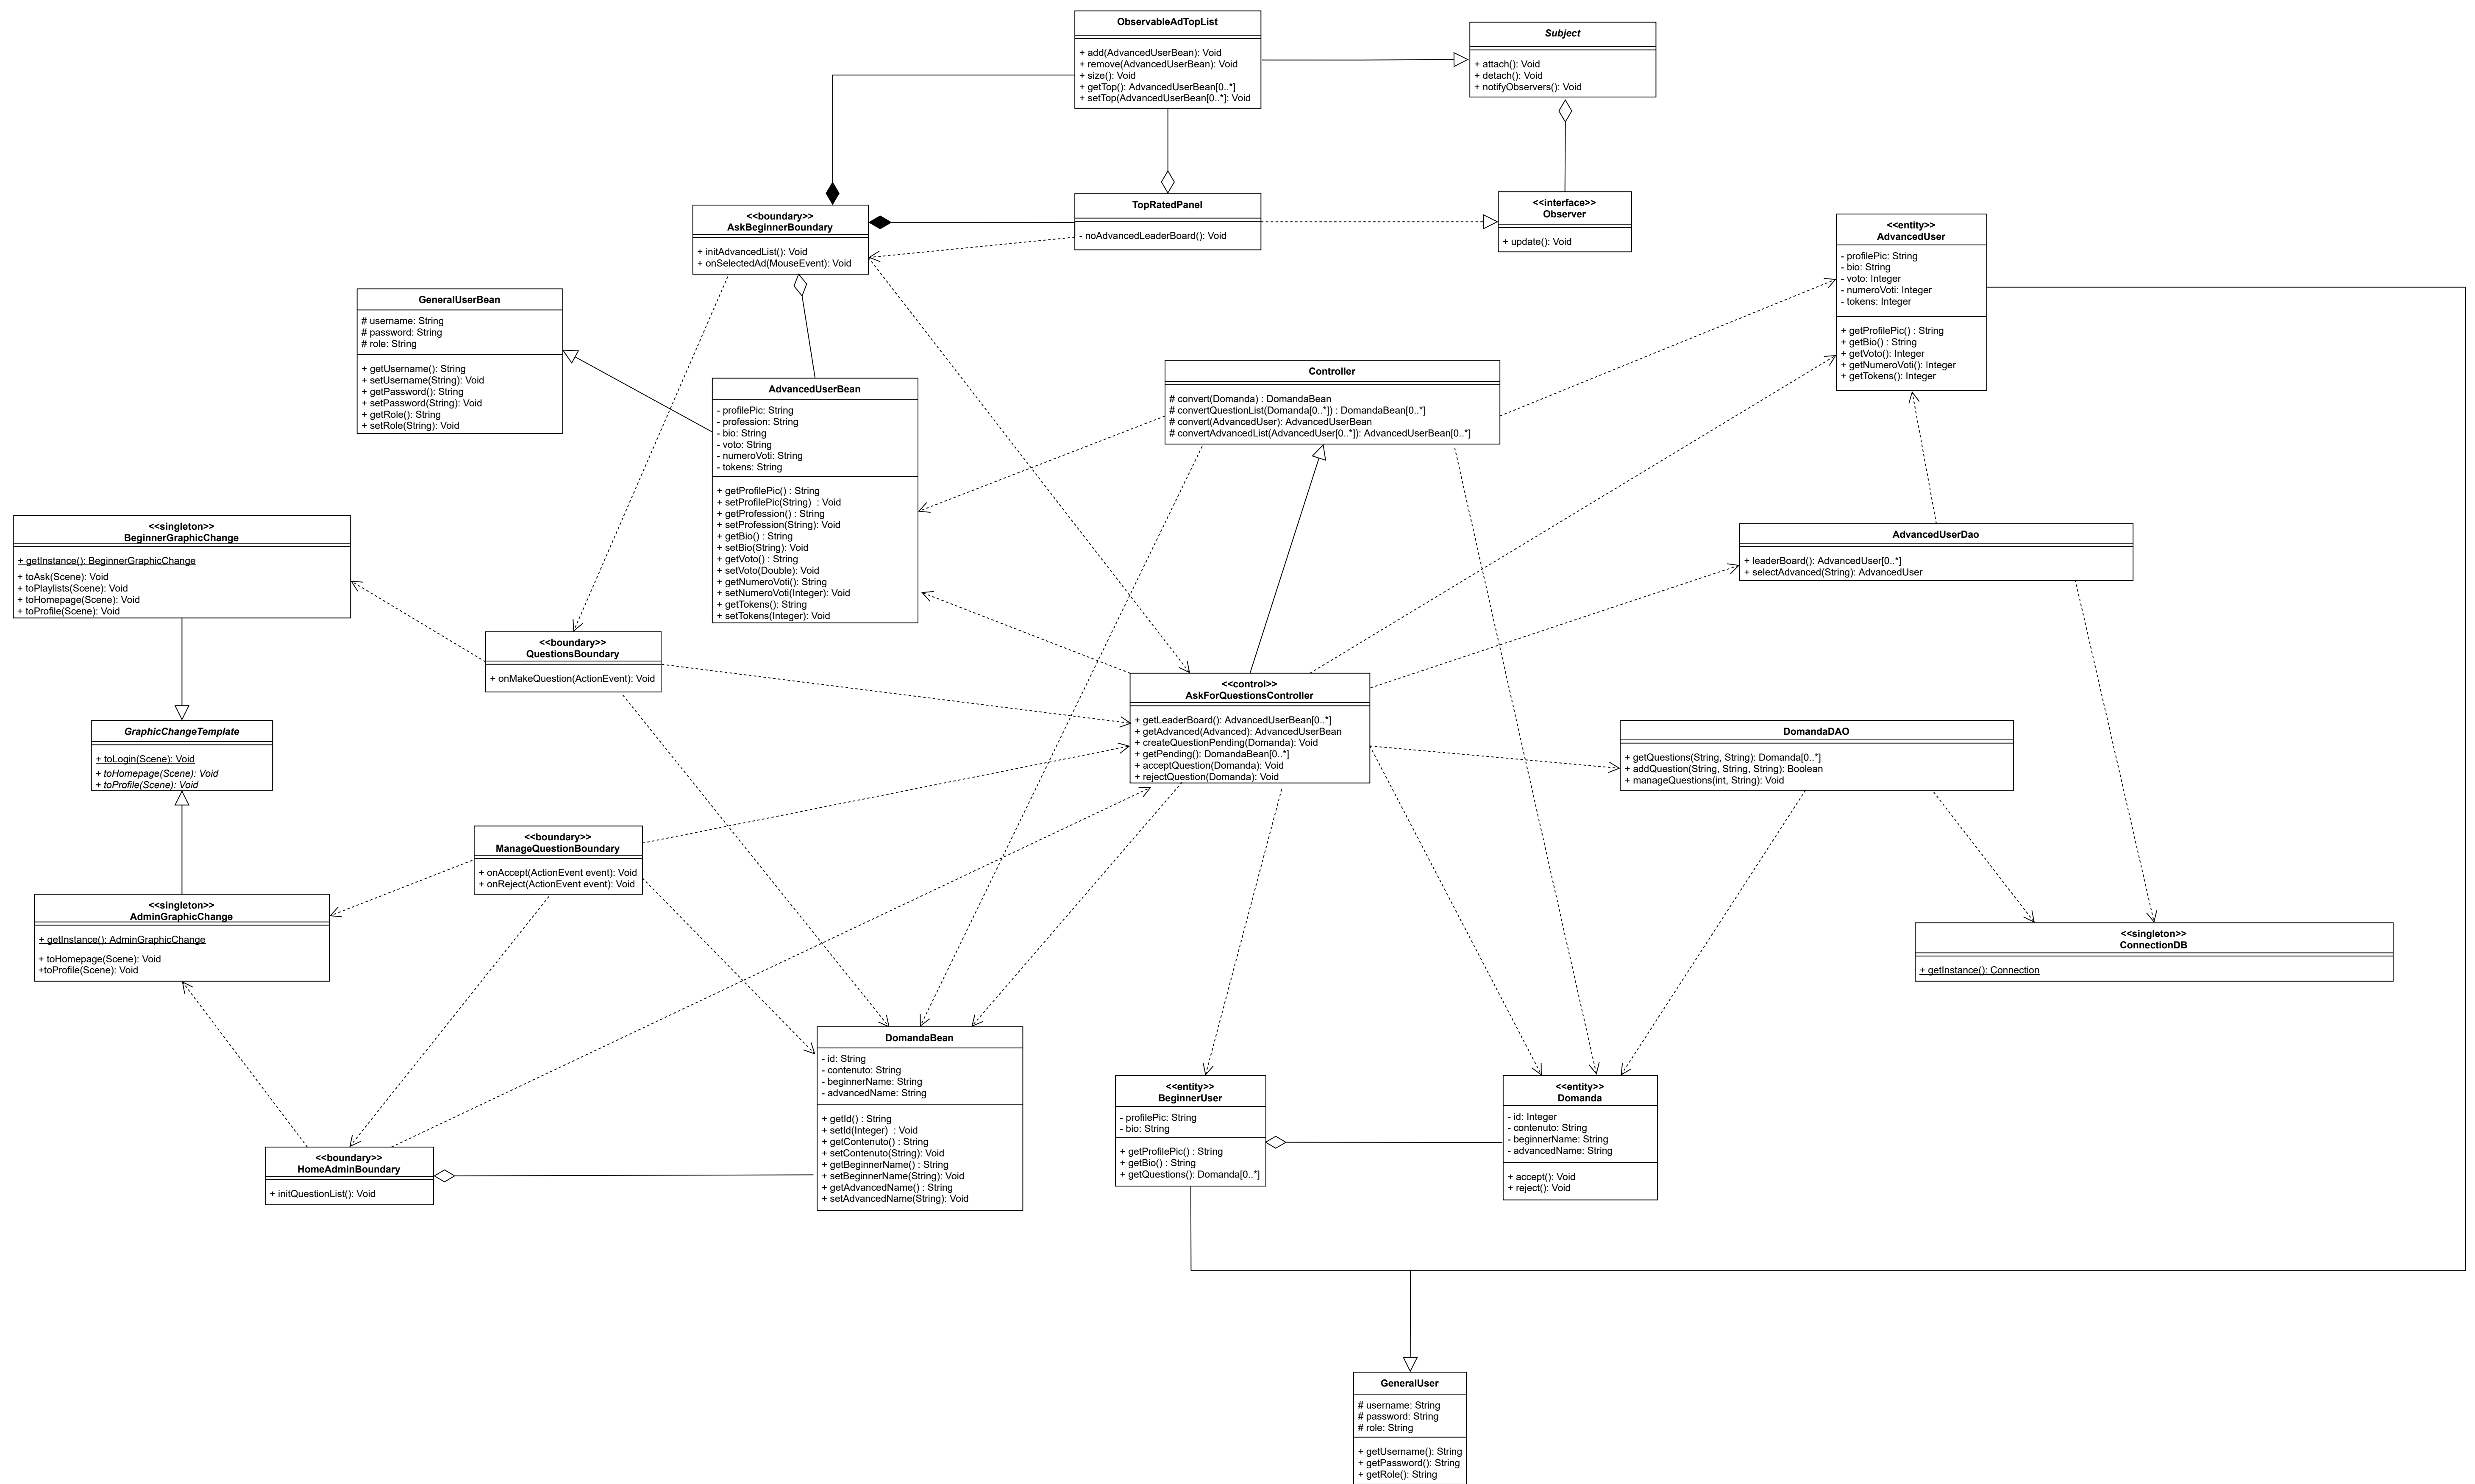 ObservableAdTopList
+ add(AdvancedUserBean): Void
+ remove(AdvancedUserBean): Void
+ size(): Void
+ getTop(): AdvancedUserBean[0..*]
+ setTop(AdvancedUserBean[0..*]: Void
Subject
+ attach(): Void
+ detach(): Void
+ notifyObservers(): Void
<<boundary>>
AskBeginnerBoundary
+ initAdvancedList(): Void
+ onSelectedAd(MouseEvent): Void
TopRatedPanel
- noAdvancedLeaderBoard(): Void
<<interface>>
Observer
+ update(): Void
<<entity>>
AdvancedUser
- profilePic: String
- bio: String
- voto: Integer
- numeroVoti: Integer
- tokens: Integer
+ getProfilePic() : String
+ getBio() : String
+ getVoto(): Integer
+ getNumeroVoti(): Integer
+ getTokens(): Integer
GeneralUserBean
# username: String
# password: String
# role: String
+ getUsername(): String
+ setUsername(String): Void
+ getPassword(): String
+ setPassword(String): Void
+ getRole(): String
+ setRole(String): Void
AdvancedUserBean
- profilePic: String
- profession: String
- bio: String
- voto: String
- numeroVoti: String
- tokens: String
+ getProfilePic() : String
+ setProfilePic(String)  : Void
+ getProfession() : String
+ setProfession(String): Void
+ getBio() : String
+ setBio(String): Void
+ getVoto() : String
+ setVoto(Double): Void
+ getNumeroVoti(): String
+ setNumeroVoti(Integer): Void
+ getTokens(): String
+ setTokens(Integer): Void
Controller
# convert(Domanda) : DomandaBean
# convertQuestionList(Domanda[0..*]) : DomandaBean[0..*]
# convert(AdvancedUser): AdvancedUserBean
# convertAdvancedList(AdvancedUser[0..*]): AdvancedUserBean[0..*]
<<singleton>>
BeginnerGraphicChange
+ getInstance(): BeginnerGraphicChange
+ toAsk(Scene): Void
+ toPlaylists(Scene): Void
+ toHomepage(Scene): Void
+ toProfile(Scene): Void
AdvancedUserDao
+ leaderBoard(): AdvancedUser[0..*]
+ selectAdvanced(String): AdvancedUser
<<boundary>>
QuestionsBoundary
+ onMakeQuestion(ActionEvent): Void
<<control>>
AskForQuestionsController
+ getLeaderBoard(): AdvancedUserBean[0..*]
+ getAdvanced(Advanced): AdvancedUserBean
+ createQuestionPending(Domanda): Void
+ getPending(): DomandaBean[0..*]
+ acceptQuestion(Domanda): Void
+ rejectQuestion(Domanda): Void
GraphicChangeTemplate
+ toLogin(Scene): Void
+ toHomepage(Scene): Void
+ toProfile(Scene): Void
DomandaDAO
+ getQuestions(String, String): Domanda[0..*]
+ addQuestion(String, String, String): Boolean
+ manageQuestions(int, String): Void
<<boundary>>
ManageQuestionBoundary
+ onAccept(ActionEvent event): Void
+ onReject(ActionEvent event): Void
<<singleton>>
AdminGraphicChange
+ getInstance(): AdminGraphicChange
+ toHomepage(Scene): Void
+toProfile(Scene): Void
<<singleton>>
ConnectionDB
+ getInstance(): Connection
DomandaBean
- id: String
- contenuto: String
- beginnerName: String
- advancedName: String
+ getId() : String
+ setId(Integer)  : Void
+ getContenuto() : String
+ setContenuto(String): Void
+ getBeginnerName() : String
+ setBeginnerName(String): Void
+ getAdvancedName() : String
+ setAdvancedName(String): Void
<<entity>>
BeginnerUser
- profilePic: String
- bio: String
+ getProfilePic() : String
+ getBio() : String
+ getQuestions(): Domanda[0..*]
<<entity>>
Domanda
- id: Integer
- contenuto: String
- beginnerName: String
- advancedName: String
+ accept(): Void
+ reject(): Void
<<boundary>>
HomeAdminBoundary
+ initQuestionList(): Void
GeneralUser
# username: String
# password: String
# role: String
+ getUsername(): String
+ getPassword(): String
+ getRole(): String